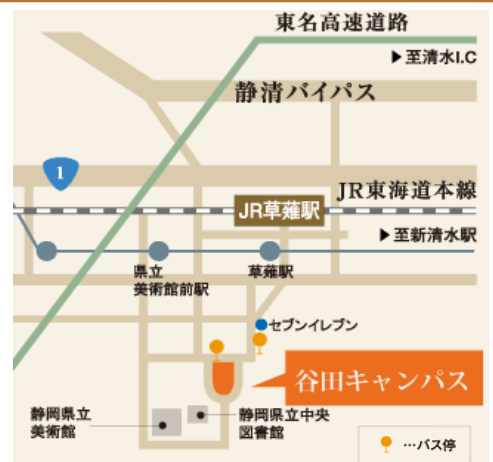 東名高速道路
▶至清水I.C
静清バイパス
1
JR東海道本線
JR草薙駅
▶至新清水駅
県立
美術館前駅
草薙駅
セブンイレブン
谷田キャンパス
静岡県立
美術館
静岡県立中央
図書館
…バス停